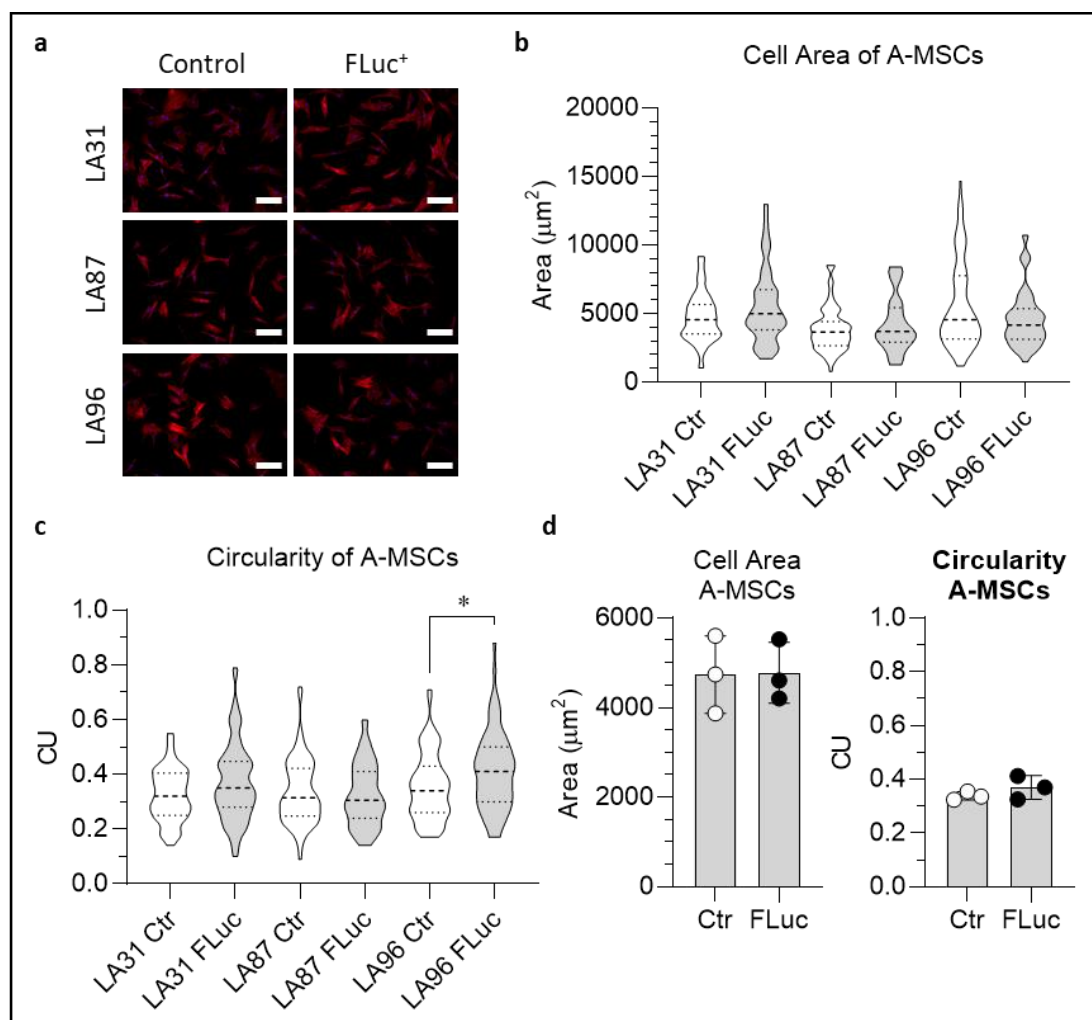 a
Control FLuc⁺
LA31
LA87
LA96
b
Cell Area of A-MSCs
Area (μm²)
20000
15000
10000
5000
0
LA31 Ctr
LA31 FLuc
LA87 Ctr
LA87 FLuc
LA96 Ctr
LA96 FLuc
c
Circularity of A-MSCs
CU
1.0
0.8
0.6
0.4
0.2
0.0
*
LA31 Ctr
LA31 FLuc
LA87 Ctr
LA87 FLuc
LA96 Ctr
LA96 FLuc
d
Cell Area
A-MSCs
Area (μm²)
6000
4000
2000
0
Ctr FLuc
Circularity
A-MSCs
CU
1.0
0.8
0.6
0.4
0.2
0.0
Ctr FLuc